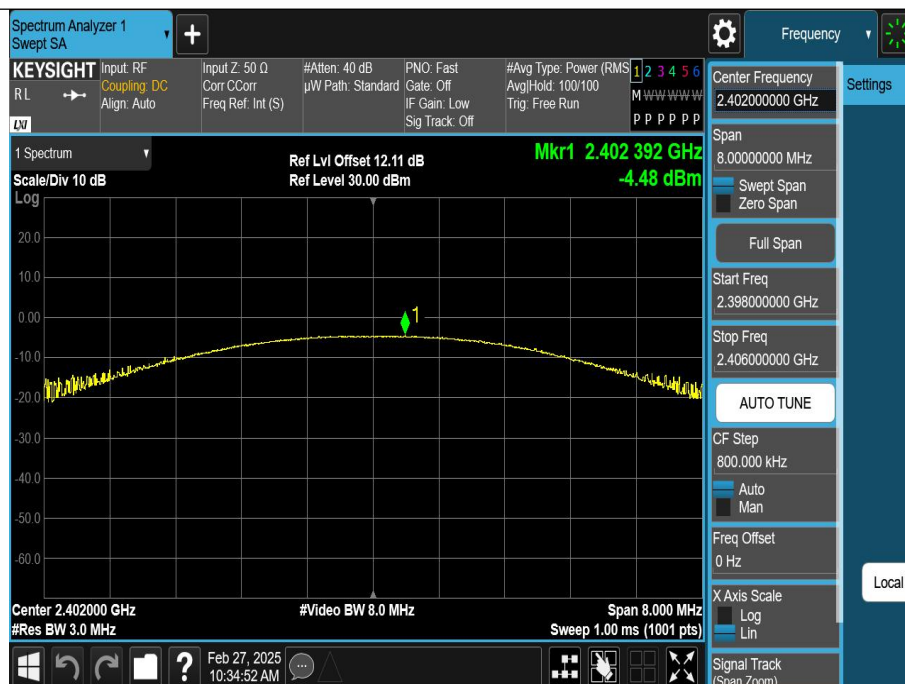 Spectrum Analyzer 1
Swept SA
+
Frequency
KEYSIGHT
RL
LXI
Input: RF
Coupling: DC
Align: Auto
Input Z: 50 Ω
Corr CCorr
Freq Ref: Int (S)
#Atten: 40 dB
µW Path: Standard
PNO: Fast
Gate: Off
IF Gain: Low
Sig Track: Off
#Avg Type: Power (RMS
Avg|Hold: 100/100
Trig: Free Run
1 2 3 4 5 6
M W W W W W
P P P P P P
1 Spectrum
Scale/Div 10 dB
Log
Ref Lvl Offset 12.11 dB
Ref Level 30.00 dBm
Mkr1 2.402 392 GHz
-4.48 dBm
20.0
10.0
0.00
-10.0
-20.0
-30.0
-40.0
-50.0
-60.0
1
Center 2.402000 GHz
#Res BW 3.0 MHz
#Video BW 8.0 MHz
Span 8.000 MHz
Sweep 1.00 ms (1001 pts)
?
Feb 27, 2025
10:34:52 AM
Center Frequency
2.402000000 GHz
Span
8.00000000 MHz
Swept Span
Zero Span
Full Span
Start Freq
2.398000000 GHz
Stop Freq
2.406000000 GHz
AUTO TUNE
CF Step
800.000 kHz
Auto
Man
Freq Offset
0 Hz
X Axis Scale
Log
Lin
Signal Track
(Span Zoom)
Settings
Local